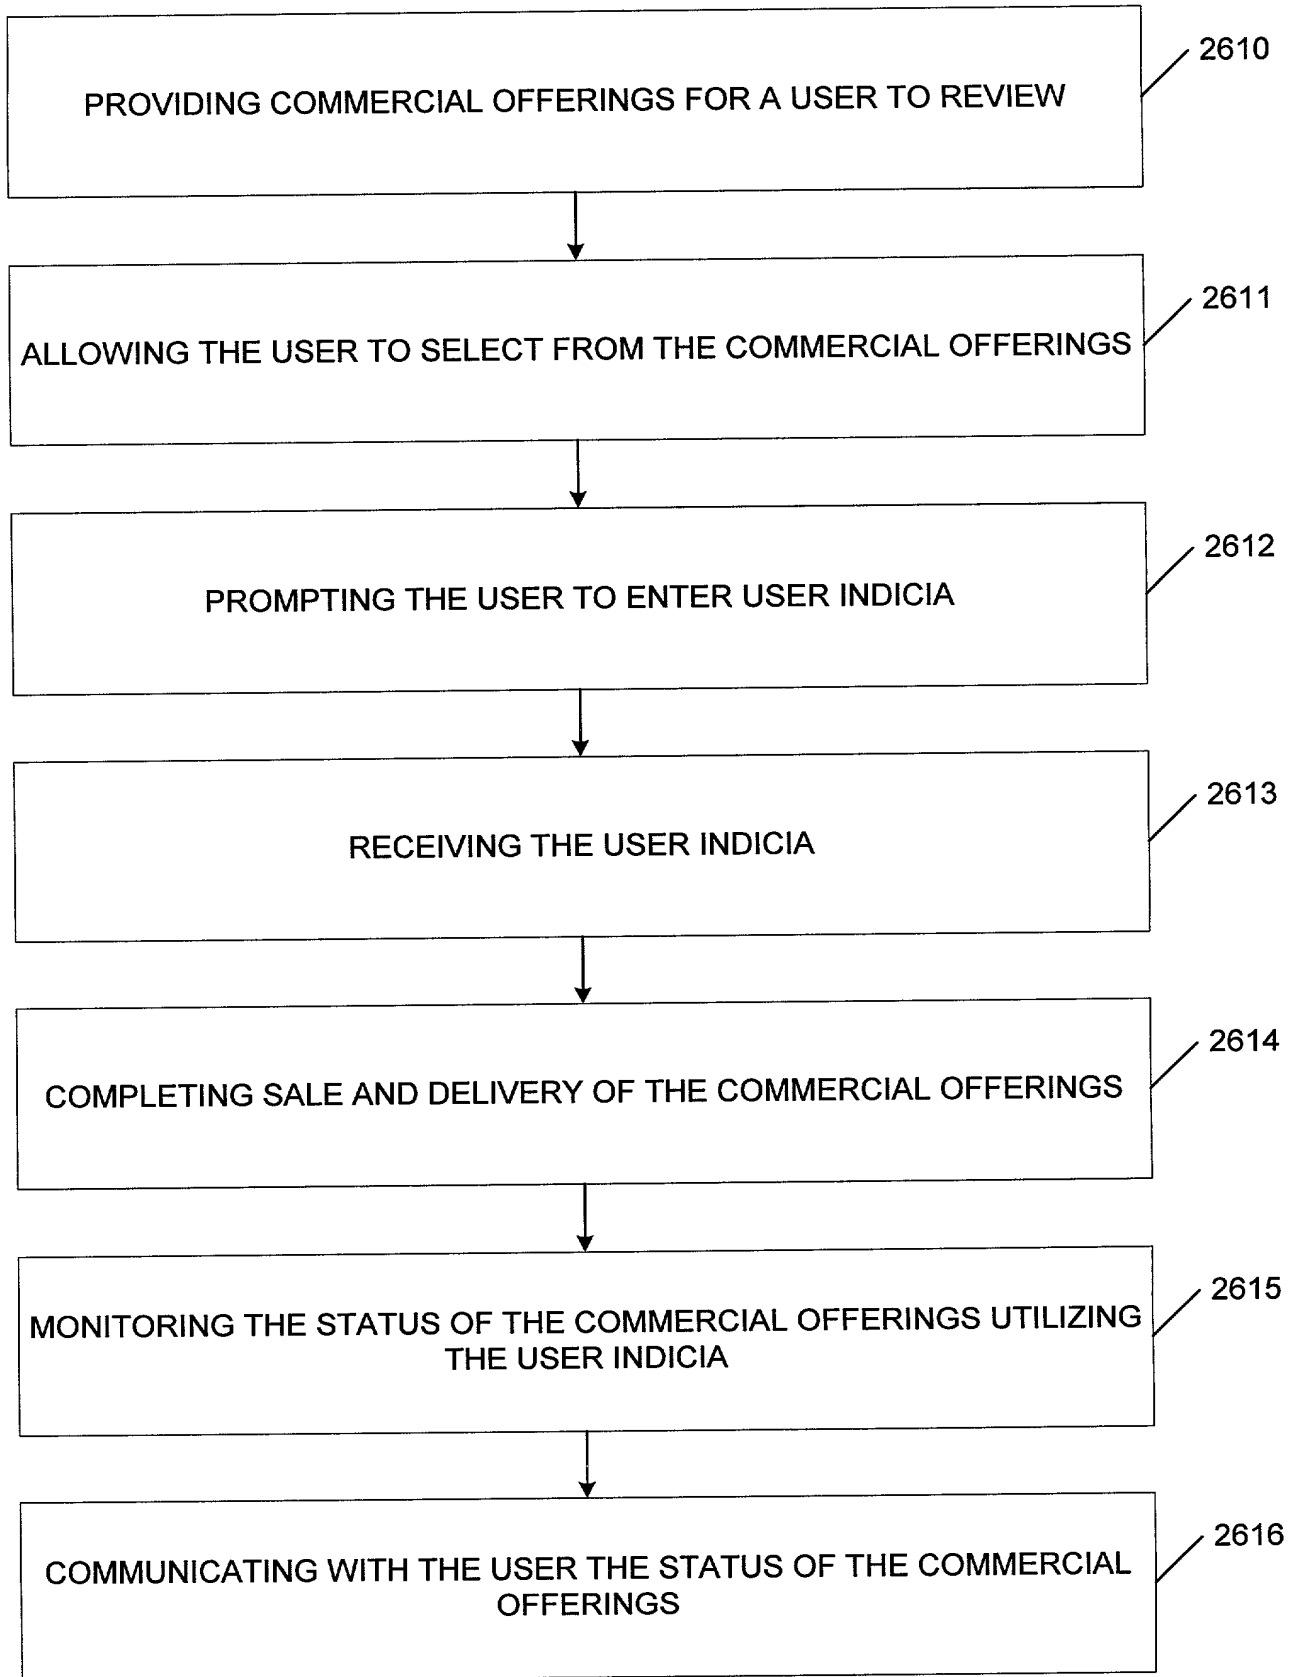 2610
PROVIDING COMMERCIAL OFFERINGS FOR A USER TO REVIEW
2611
ALLOWING THE USER TO SELECT FROM THE COMMERCIAL OFFERINGS
2612
PROMPTING THE USER TO ENTER USER INDICIA
2613
RECEIVING THE USER INDICIA
2614
COMPLETING SALE AND DELIVERY OF THE COMMERCIAL OFFERINGS
2615
MONITORING THE STATUS OF THE COMMERCIAL OFFERINGS UTILIZING
THE USER INDICIA
2616
COMMUNICATING WITH THE USER THE STATUS OF THE COMMERCIAL
OFFERINGS